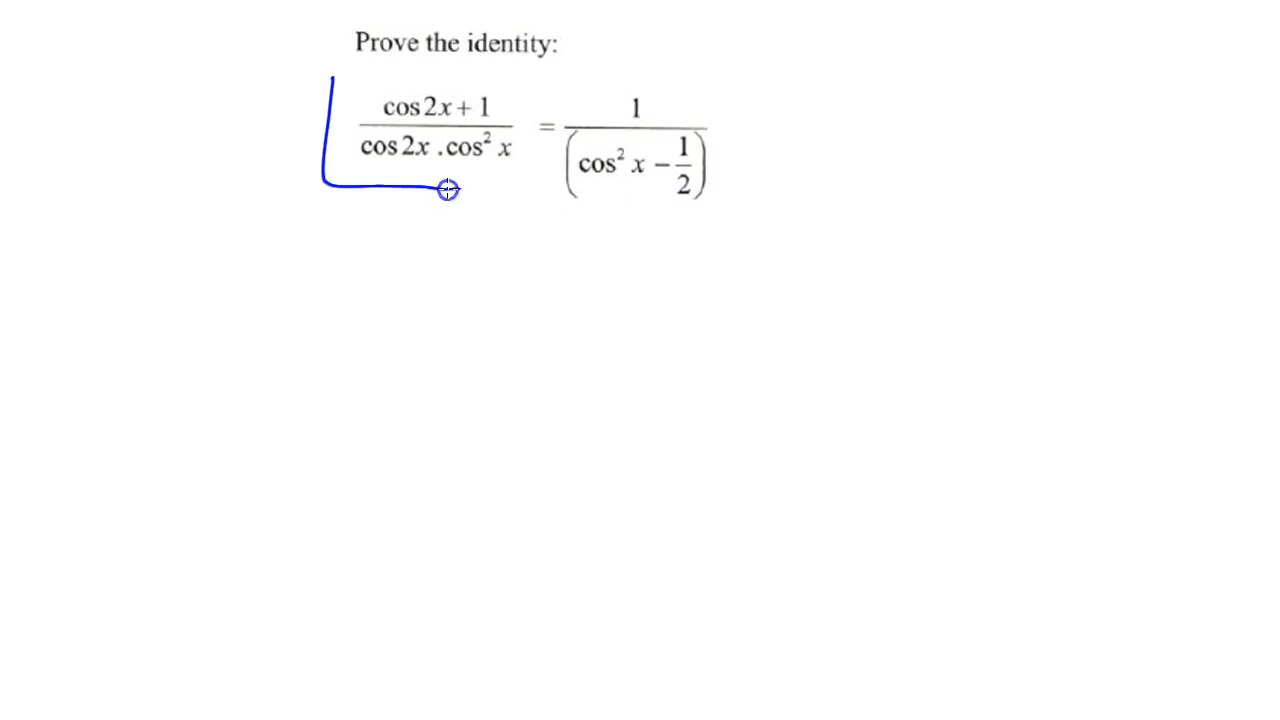 Prove the identity:
cos 2x + 1 / cos 2x . cos² x = 1 / (cos² x − 1/2)